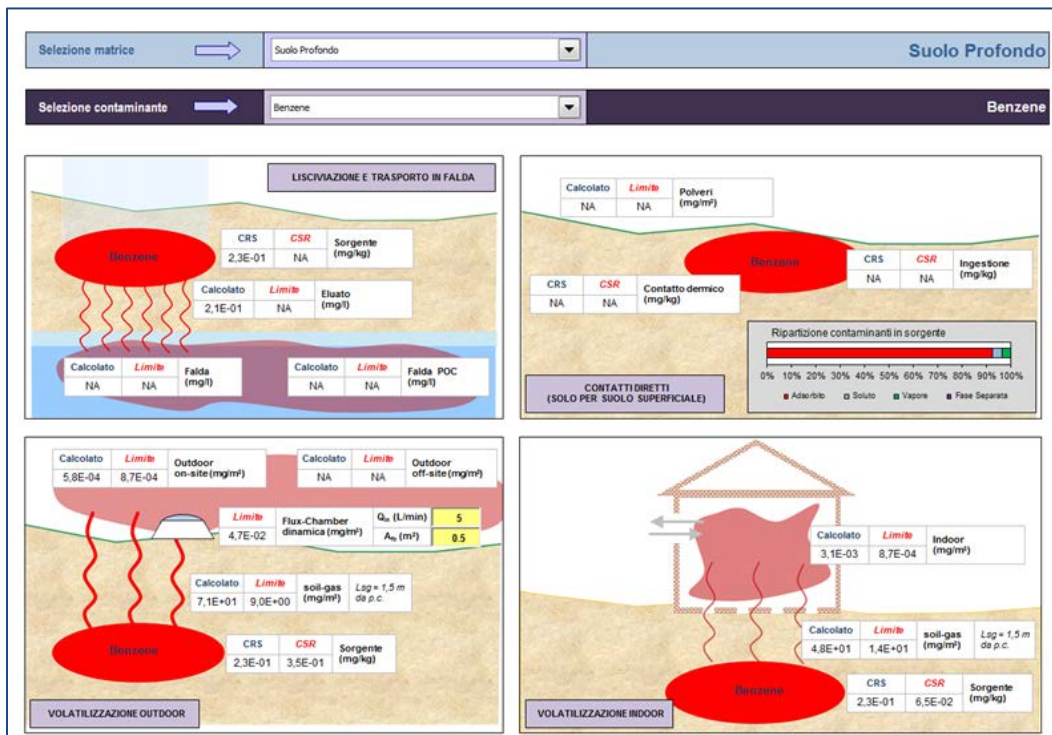 Selezione matrice
Suolo Profondo
Suolo Profondo
Selezione contaminante
Benzene
Benzene
LISCIVIAZIONE E TRASPORTO IN FALDA
Benzene
CRS CSR Sorgente
2,3E-01 NA (mg/kg)
Calcolato Limite Eluato
2,1E-01 NA (mg/l)
Calcolato Limite Falda
NA NA (mg/l)
Calcolato Limite Falda POC
NA NA (mg/l)
Calcolato Limite Polveri
NA NA (mg/m³)
Benzene
CRS CSR Ingestione
NA NA (mg/kg)
CRS CSR Contatto dermico
NA NA (mg/kg)
Ripartizione contaminanti in sorgente
0% 10% 20% 30% 40% 50% 60% 70% 80% 90% 100%
Adsorbito Soluto Vapore Fase Separata
CONTATTI DIRETTI
(SOLO PER SUOLO SUPERFICIALE)
Calcolato Limite Outdoor
5,8E-04 8,7E-04 on-site (mg/m³)
Calcolato Limite Outdoor
NA NA off-site (mg/m³)
Limite Flux-Chamber
4,7E-02 dinamica (mg/m³)
Qin (L/min) 5
Afc (m²) 0.5
Calcolato Limite soil-gas Lsg = 1,5 m
7,1E+01 9,0E+00 (mg/m³) da p.c.
Benzene
CRS CSR Sorgente
2,3E-01 3,5E-01 (mg/kg)
VOLATILIZZAZIONE OUTDOOR
Calcolato Limite Indoor
3,1E-03 8,7E-04 (mg/m³)
Calcolato Limite soil-gas Lsg = 1,5 m
4,8E+01 1,4E+01 (mg/m³) da p.c.
Benzene
CRS CSR Sorgente
2,3E-01 6,5E-02 (mg/kg)
VOLATILIZZAZIONE INDOOR